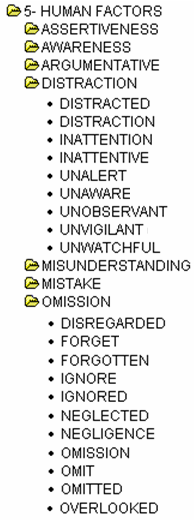 5- HUMAN FACTORS
ASSERTIVENESS
AWARENESS
ARGUMENTATIVE
DISTRACTION
• DISTRACTED
• DISTRACTION
• INATTENTION
• INATTENTIVE
• UNALERT
• UNAWARE
• UNOBSERVANT
• UNVIGILANT
• UNWATCHFUL
MISUNDERSTANDING
MISTAKE
OMISSION
• DISREGARDED
• FORGET
• FORGOTTEN
• IGNORE
• IGNORED
• NEGLECTED
• NEGLIGENCE
• OMISSION
• OMIT
• OMITTED
• OVERLOOKED